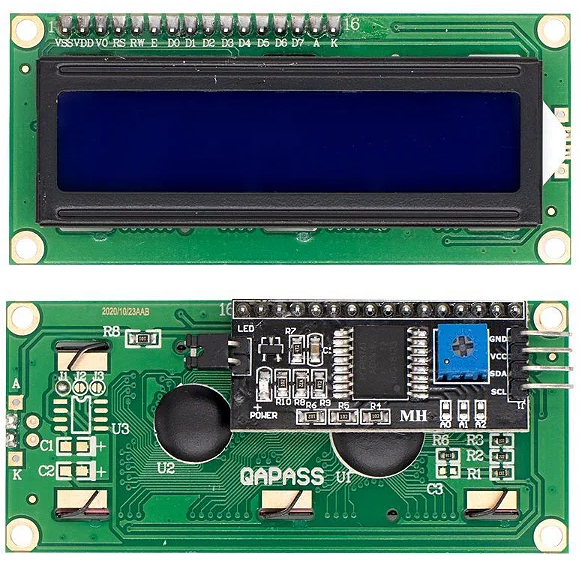 1 16
VSS VDD V0 RS RW E D0 D1 D2 D3 D4 D5 D6 D7 A K
2020/10/23AAB
16
R8
LED
R7
GND
VCC
SDA
SCL
J1 J2 J3
A
C1
R10 R8 R9
POWER
R6 R5 R4
MH
A0 A1 A2
U3
C1
C2
K
U2
QAPASS
U1
R6
R3
R2
R1
C3